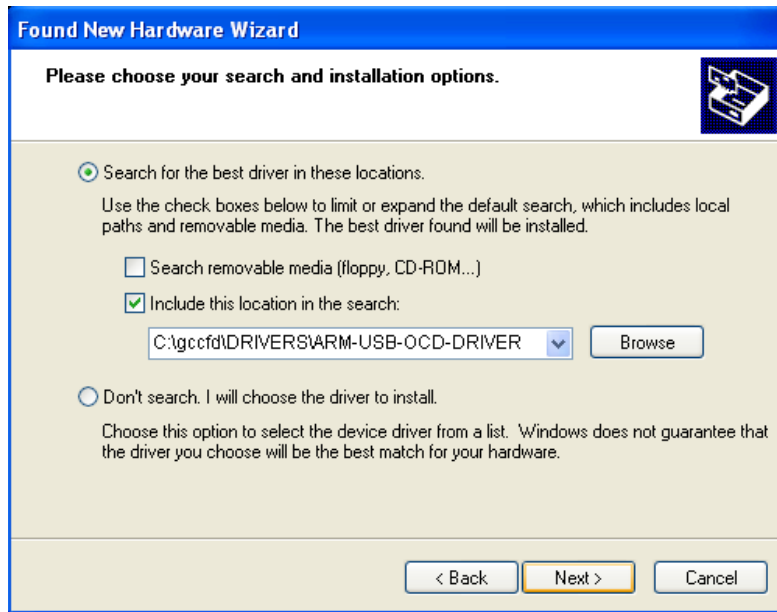 Found New Hardware Wizard
Please choose your search and installation options.
Search for the best driver in these locations.
Use the check boxes below to limit or expand the default search, which includes local
paths and removable media. The best driver found will be installed.
Search removable media (floppy, CD-ROM...)
Include this location in the search:
C:\gccfd\DRIVERS\ARM-USB-OCD-DRIVER
Browse
Don't search. I will choose the driver to install.
Choose this option to select the device driver from a list. Windows does not guarantee that
the driver you choose will be the best match for your hardware.
< Back Next > Cancel